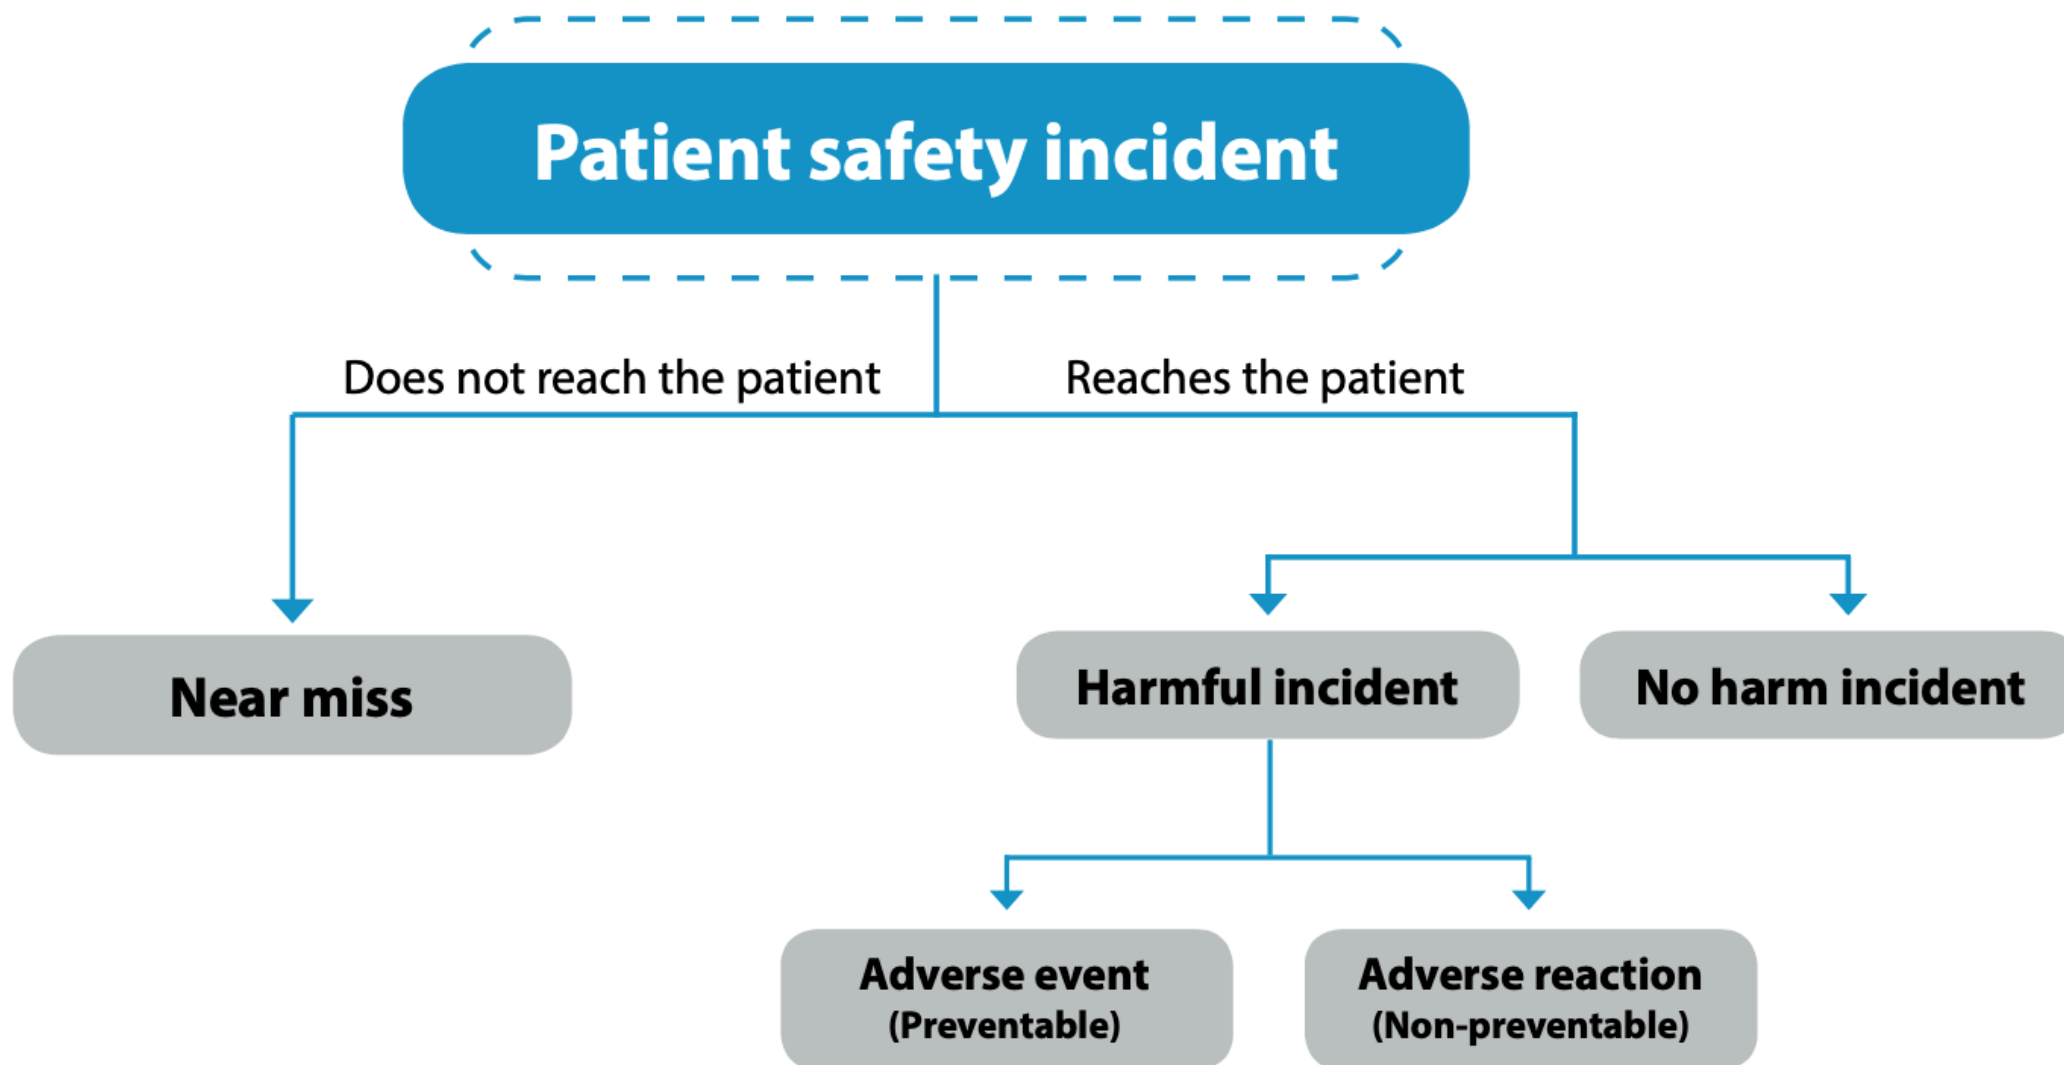 Patient safety incident
Does not reach the patient
Reaches the patient
Near miss
Harmful incident
No harm incident
Adverse event
(Preventable)
Adverse reaction
(Non-preventable)